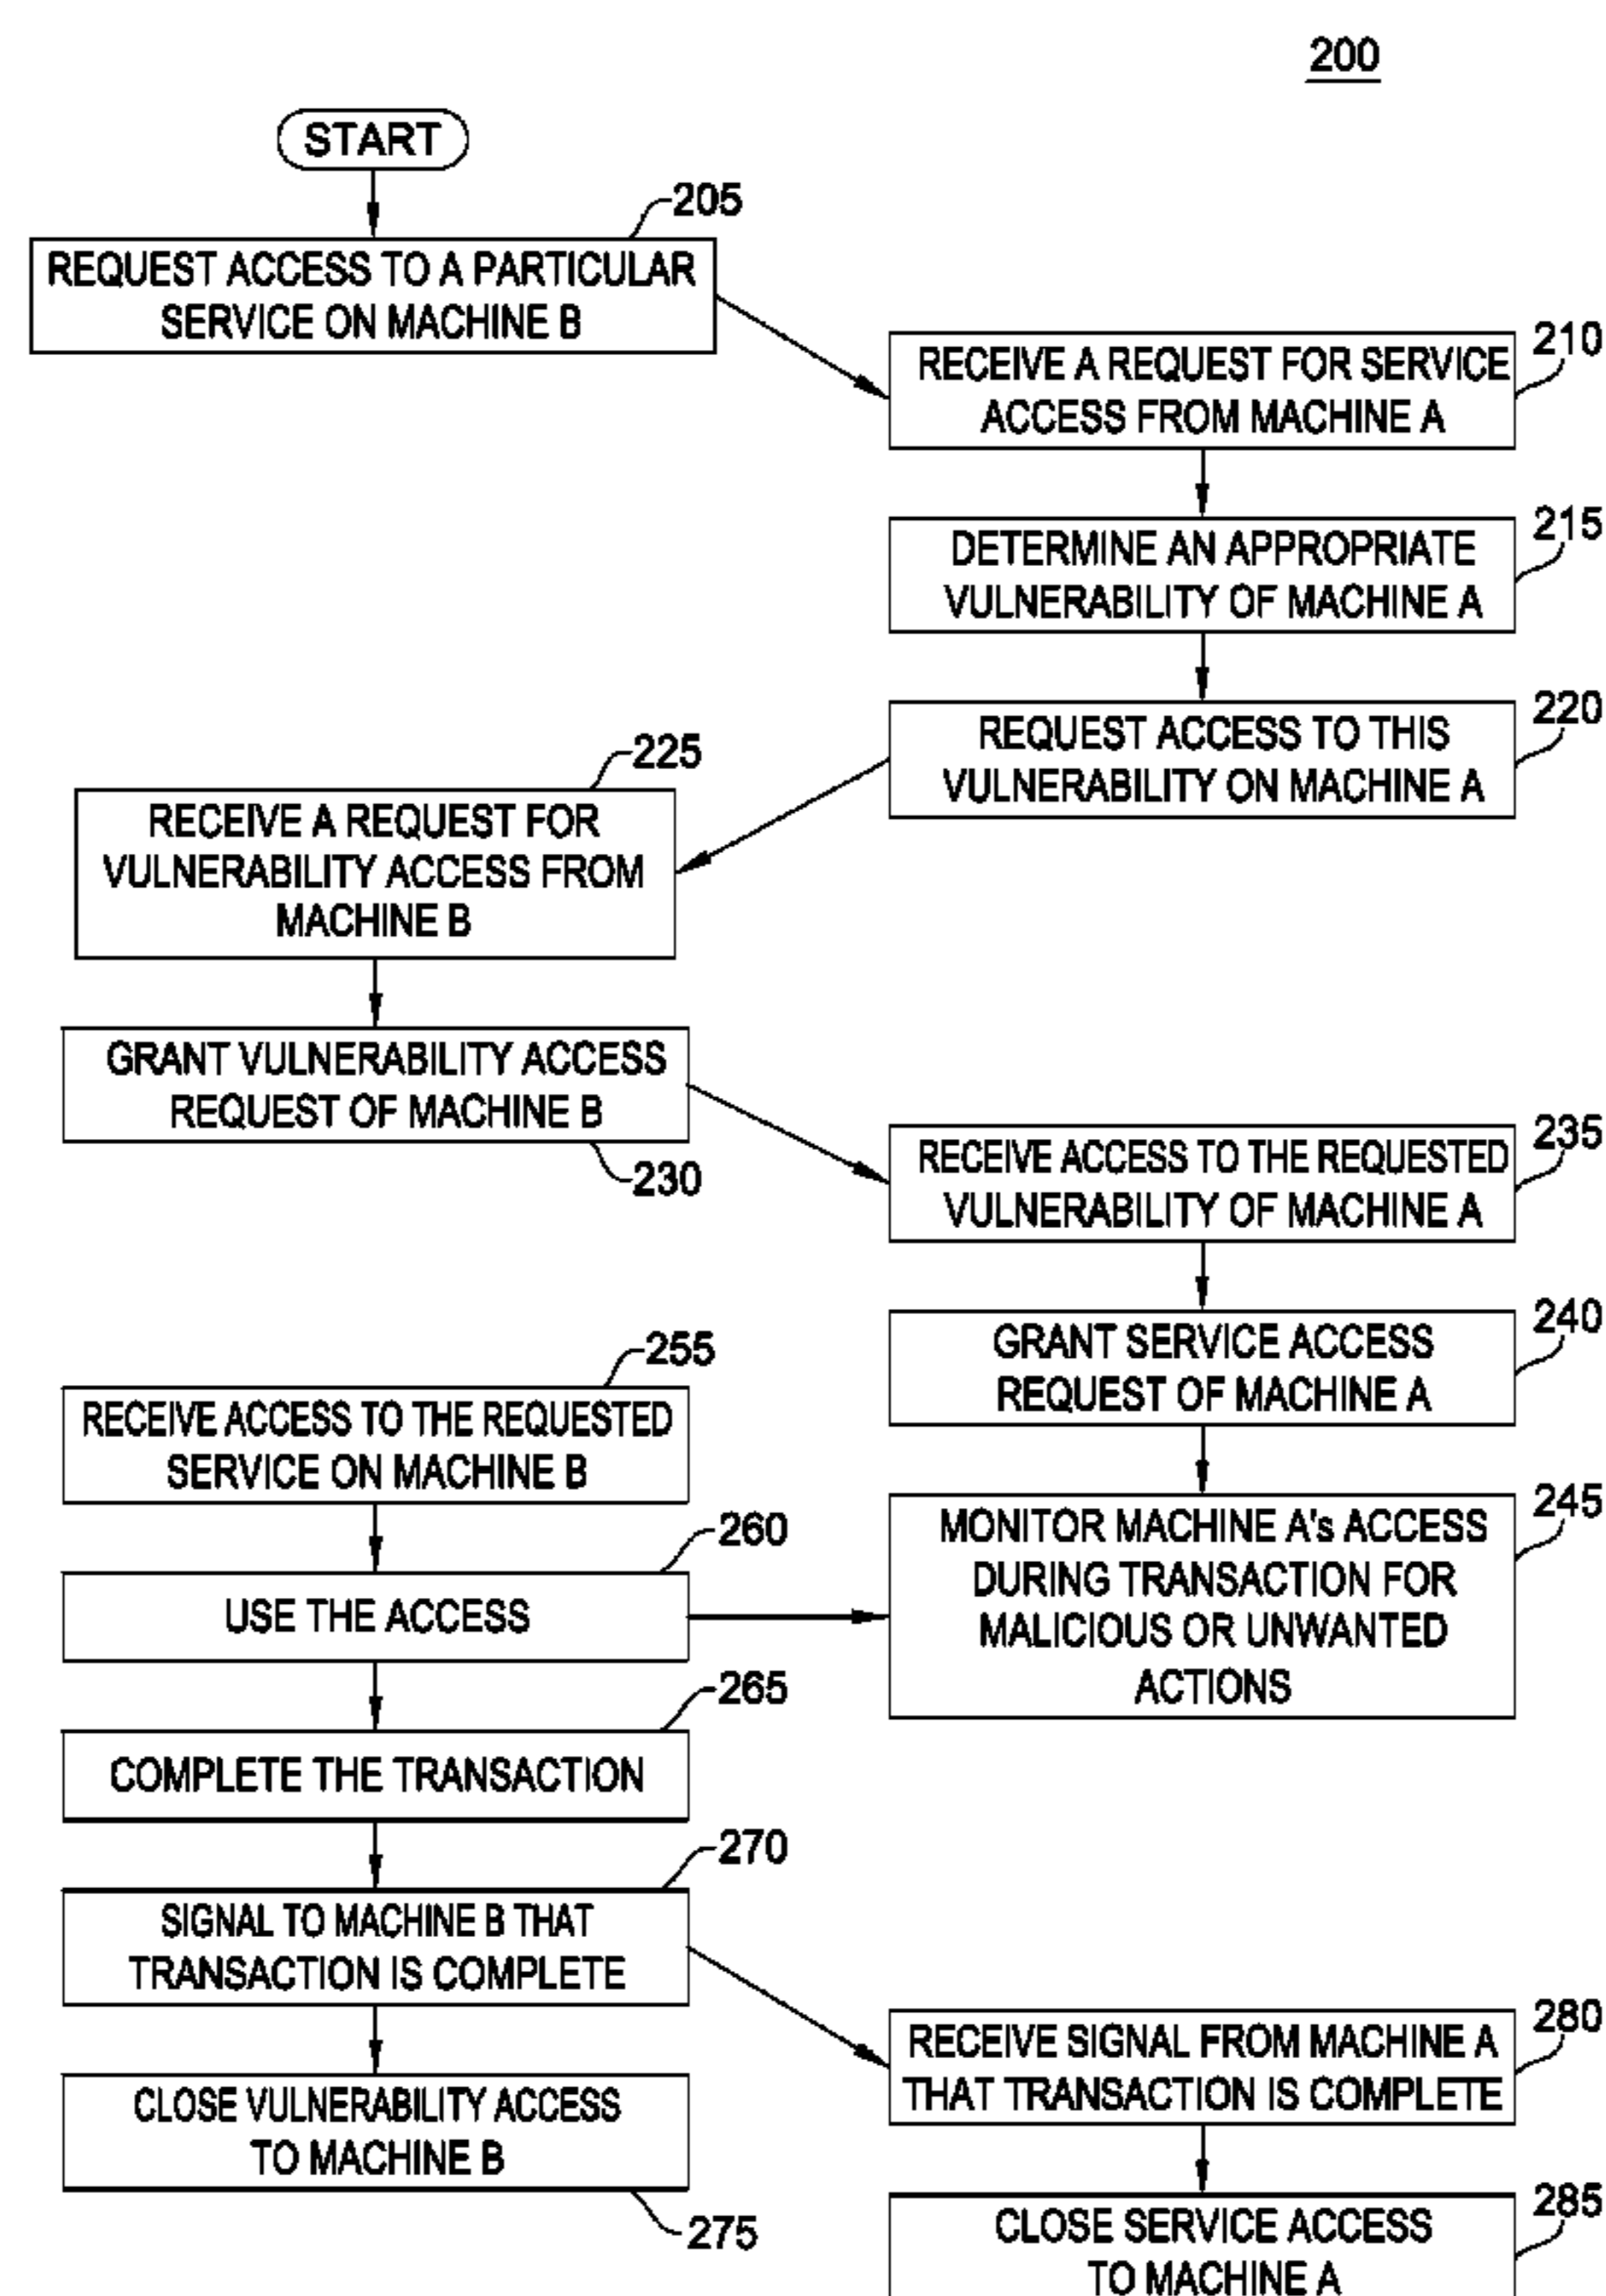 200
START
205
REQUEST ACCESS TO A PARTICULAR
SERVICE ON MACHINE B
210
RECEIVE A REQUEST FOR SERVICE
ACCESS FROM MACHINE A
215
DETERMINE AN APPROPRIATE
VULNERABILITY OF MACHINE A
220
REQUEST ACCESS TO THIS
VULNERABILITY ON MACHINE A
225
RECEIVE A REQUEST FOR
VULNERABILITY ACCESS FROM
MACHINE B
GRANT VULNERABILITY ACCESS
REQUEST OF MACHINE B
230
235
RECEIVE ACCESS TO THE REQUESTED
VULNERABILITY OF MACHINE A
240
GRANT SERVICE ACCESS
REQUEST OF MACHINE A
255
RECEIVE ACCESS TO THE REQUESTED
SERVICE ON MACHINE B
245
MONITOR MACHINE A's ACCESS
DURING TRANSACTION FOR
MALICIOUS OR UNWANTED
ACTIONS
260
USE THE ACCESS
265
COMPLETE THE TRANSACTION
270
SIGNAL TO MACHINE B THAT
TRANSACTION IS COMPLETE
280
RECEIVE SIGNAL FROM MACHINE A
THAT TRANSACTION IS COMPLETE
CLOSE VULNERABILITY ACCESS
TO MACHINE B
275
285
CLOSE SERVICE ACCESS
TO MACHINE A